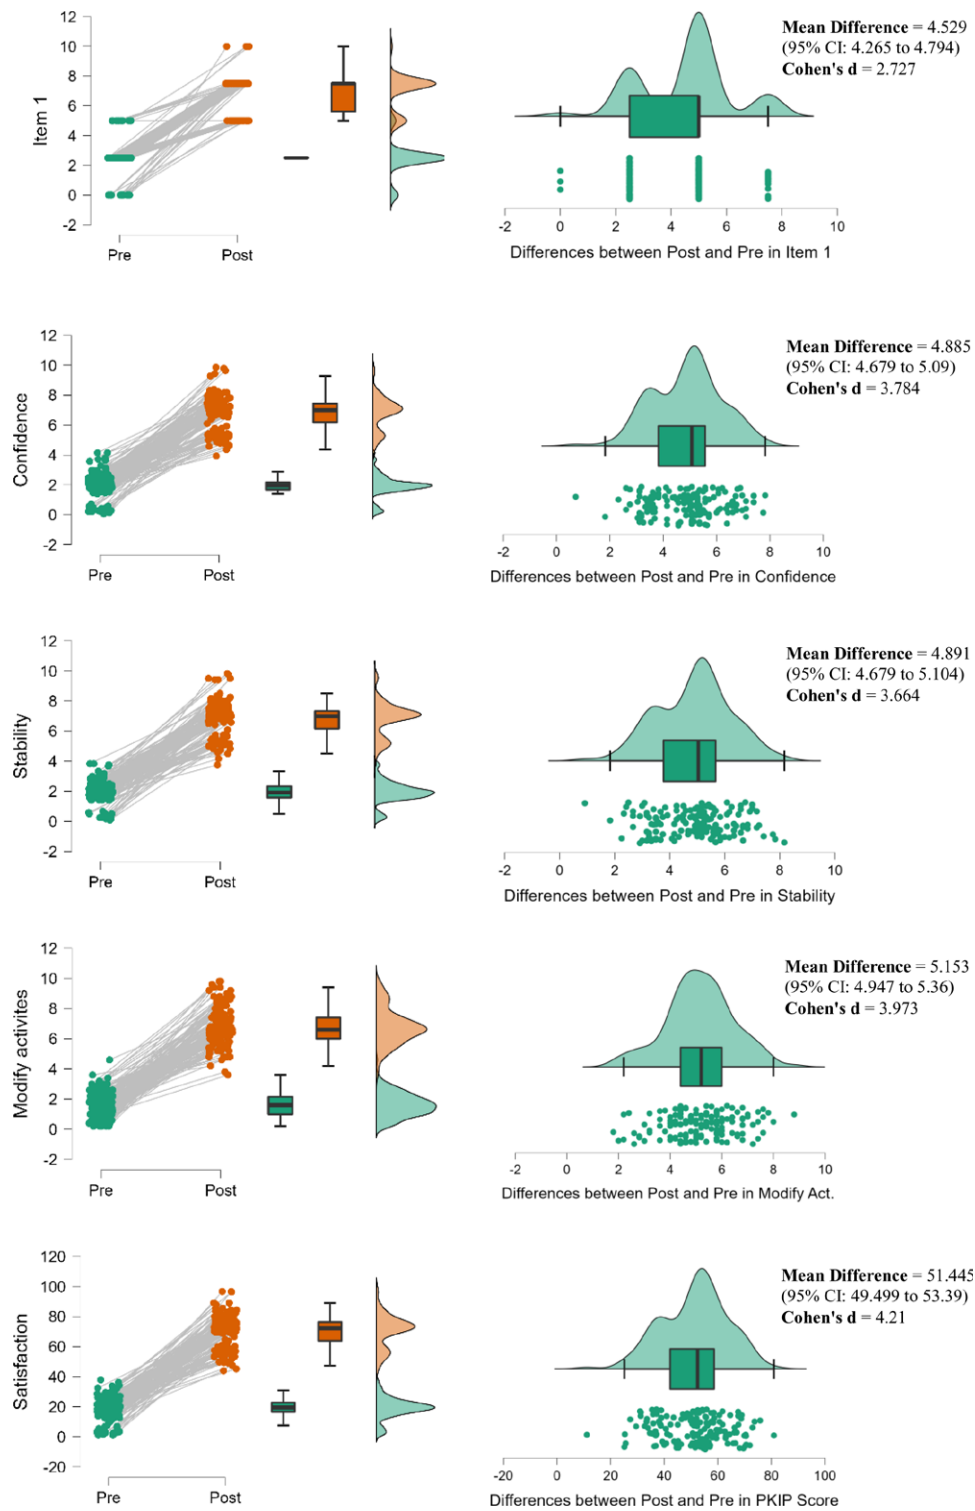 12
10
8
6
4
2
0
-2
Item 1
Pre
Post
Mean Difference = 4.529
(95% CI: 4.265 to 4.794)
Cohen's d = 2.727
-2 0 2 4 6 8 10
Differences between Post and Pre in Item 1
12
10
8
6
4
2
0
-2
Confidence
Pre
Post
Mean Difference = 4.885
(95% CI: 4.679 to 5.09)
Cohen's d = 3.784
-2 0 2 4 6 8 10
Differences between Post and Pre in Confidence
12
10
8
6
4
2
0
-2
Stability
Pre
Post
Mean Difference = 4.891
(95% CI: 4.679 to 5.104)
Cohen's d = 3.664
-2 0 2 4 6 8 10
Differences between Post and Pre in Stability
12
10
8
6
4
2
0
-2
Modify activites
Pre
Post
Mean Difference = 5.153
(95% CI: 4.947 to 5.36)
Cohen's d = 3.973
-2 0 2 4 6 8 10
Differences between Post and Pre in Modify Act.
120
100
80
60
40
20
0
-20
Satisfaction
Pre
Post
Mean Difference = 51.445
(95% CI: 49.499 to 53.39)
Cohen's d = 4.21
-20 0 20 40 60 80 100
Differences between Post and Pre in PKIP Score